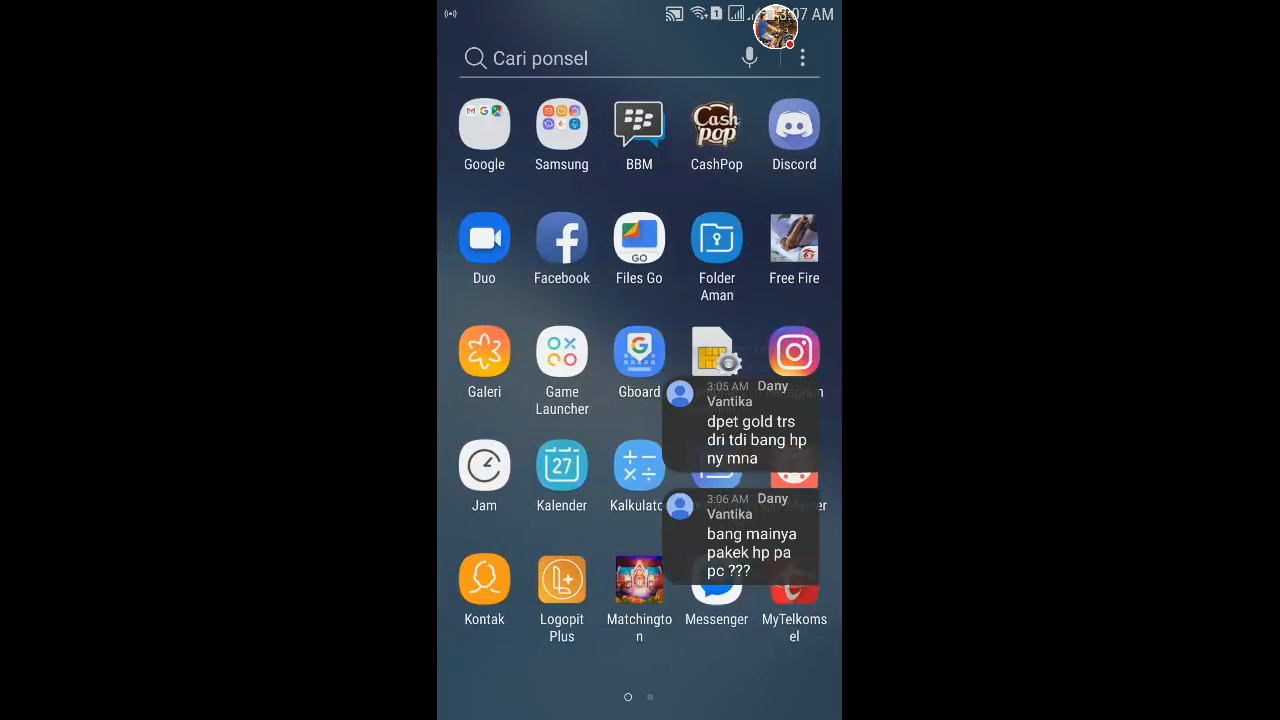 3:07 AM
Cari ponsel
Google
Samsung
Cash pop
BBM
CashPop
Discord
GO
Duo
Facebook
Files Go
Folder
Aman
Free Fire
Galeri
Game
Launcher
Gboard
3:05 AM Dany
Vantika
dpet gold trs
dri tdi bang hp
ny mna
27
Jam
Kalender
3:06 AM Dany
Vantika
bang mainya
pakek hp pa
pc ???
Kontak
Logopit
Plus
Matchingto
n
Messenger
MyTelkoms
el